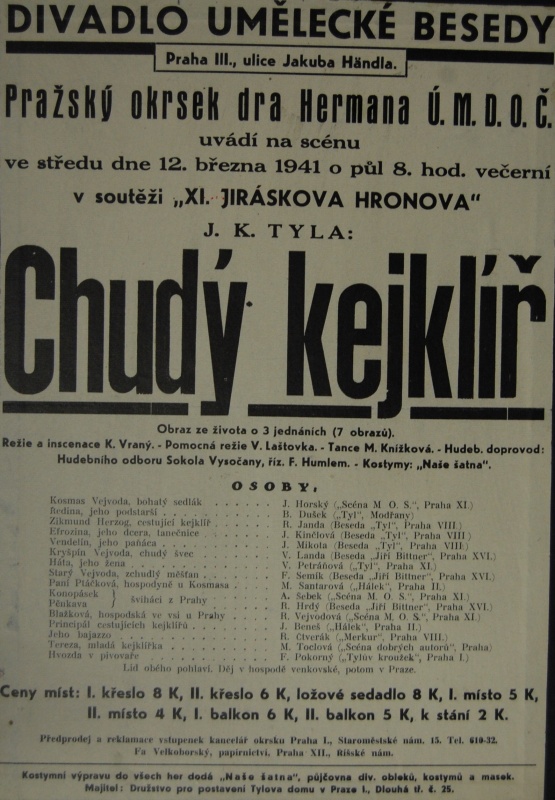 DIVADLO UMĚLECKÉ BESEDY
Praha III., ulice Jakuba Händla.
Pražský okrsek dra Hermana Ú. M. D. O. Č.
uvádí na scénu
ve středu dne 12. března 1941 o půl 8. hod. večerní
v soutěži „XI. JIRÁSKOVA HRONOVA“
J. K. TYLA:
Chudý kejklíř
Obraz ze života o 3 jednáních (7 obrazů).
Režie a inscenace K. Vraný. - Pomocná režie V. Laštovka. - Tance M. Knížková. - Hudeb. doprovod:
Hudebního odboru Sokola Vysočany, říz. F. Humlem. - Kostymy: „Naše šatna“.
OSOBY,
Kosmas Vejvoda, bohatý sedlák . . . . . . J. Horský („Scéna M. O. S.“, Praha XI.)
Bedina, jeho podstarší . . . . . . B. Dušek („Tyl“, Modřany)
Zikmund Herzog, cestující kejklíř . . . . . . R. Janda (Beseda „Tyl“, Praha VIII.)
Efrozina, jeho dcera, tanečnice . . . . . . J. Kinčlová (Beseda „Tyl“, Praha VIII.)
Vendelín, jeho paňáca . . . . . . J. Mikota (Beseda „Tyl“, Praha VIII.)
Kryšpín Vejvoda, chudý švec . . . . . . V. Landa (Beseda „Jiří Bittner“, Praha XVI.)
Háta, jeho žena . . . . . . V. Petráňová („Tyl“, Praha XI.)
Starý Vejvoda, zchudlý měšťan . . . . . . F. Semík (Beseda „Jiří Bittner“, Praha XVI.)
Paní Ptáčková, hospodyně u Kosmasa . . . . . . M. Santarová („Hálek“, Praha II.)
Konopásek } švihác​i z Prahy . . . . . . A. Šebek („Scéna M. O. S.“, Praha XI.)
Pěnkava . . . . . . R. Hrdý (Beseda „Jiří Bittner“, Praha XVI.)
Blažková, hospodská ve vsi u Prahy . . . . . . R. Vejvodová („Scéna M. O. S.“, Praha XI.)
Principál cestujících kejklířů . . . . . . J. Beneš („Hálek“, Praha II.)
Jeho bajazzo . . . . . . R. Čtverák („Merkur“, Praha VIII.)
Tereza, mladá kejklířka . . . . . . M. Toclová („Scéna dobrých autorů“, Praha)
Hvozda v pivovaře . . . . . . F. Pokorný („Tylův kroužek“, Praha I.)
Lid obého pohlaví. Děj v hospodě venkovské, potom v Praze.
Ceny míst: I. křeslo 8 K, II. křeslo 6 K, ložové sedadlo 8 K, I. místo 5 K,
II. místo 4 K, I. balkon 6 K, II. balkon 5 K, k stání 2 K.
Předprodej a reklamace vstupenek kancelář okrsku Praha I., Staroměstské nám. 15. Tel. 610-32.
Fa Velkoborský, papírnictví, Praha XII., Říšské nám.
Kostymní výpravu do všech her dodá „Naše šatna“, půjčovna div. obleků, kostymů a masek.
Majitel: Družstvo pro postavení Tylova domu v Praze I., Dlouhá tř. č. 25.